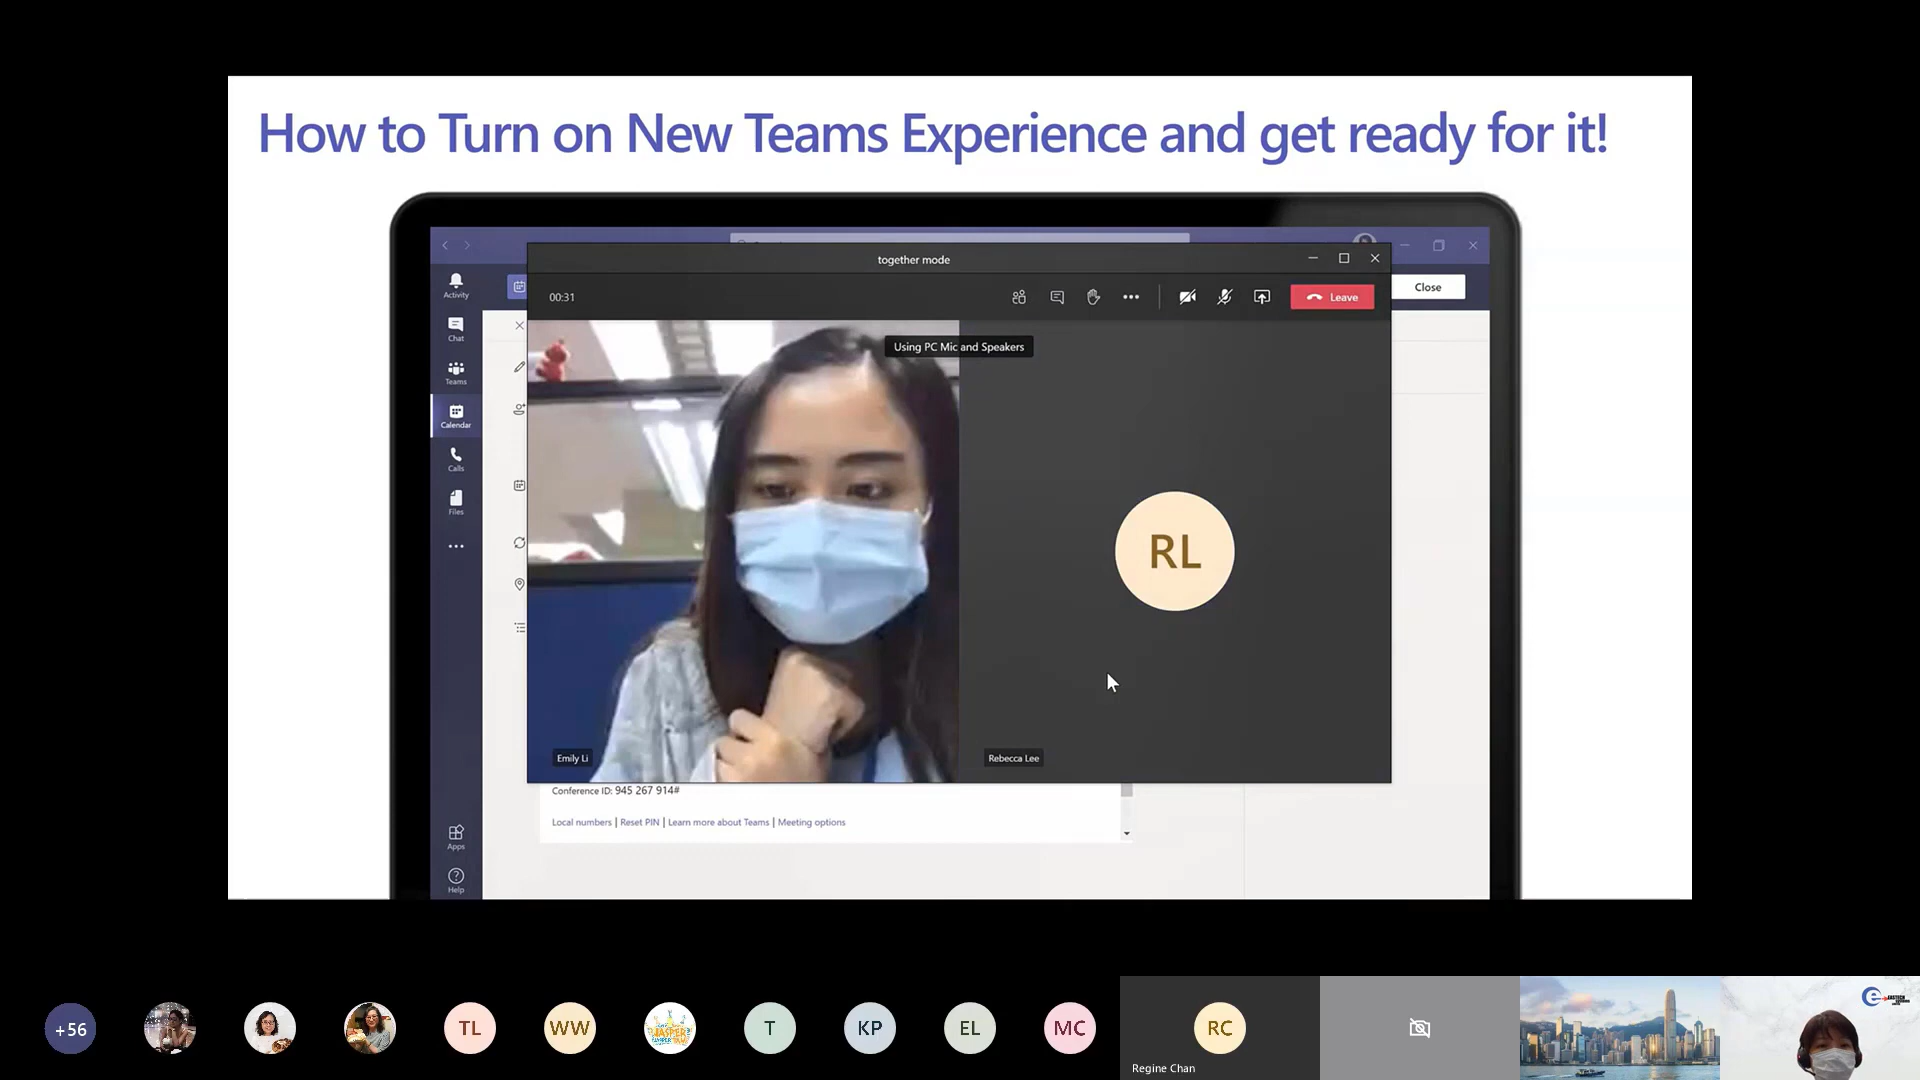 How to Turn on New Teams Experience and get ready for it!
together mode
Activity
00:31
Leave
Close
Chat
Using PC Mic and Speakers
Teams
Calendar
Calls
Files
RL
Emily Li
Rebecca Lee
Conference ID: 945 267 914#
Local numbers | Reset PIN | Learn more about Teams | Meeting options
Apps
Help
+56
TL
WW
JASPER
T
KP
EL
MC
RC
Regine Chan